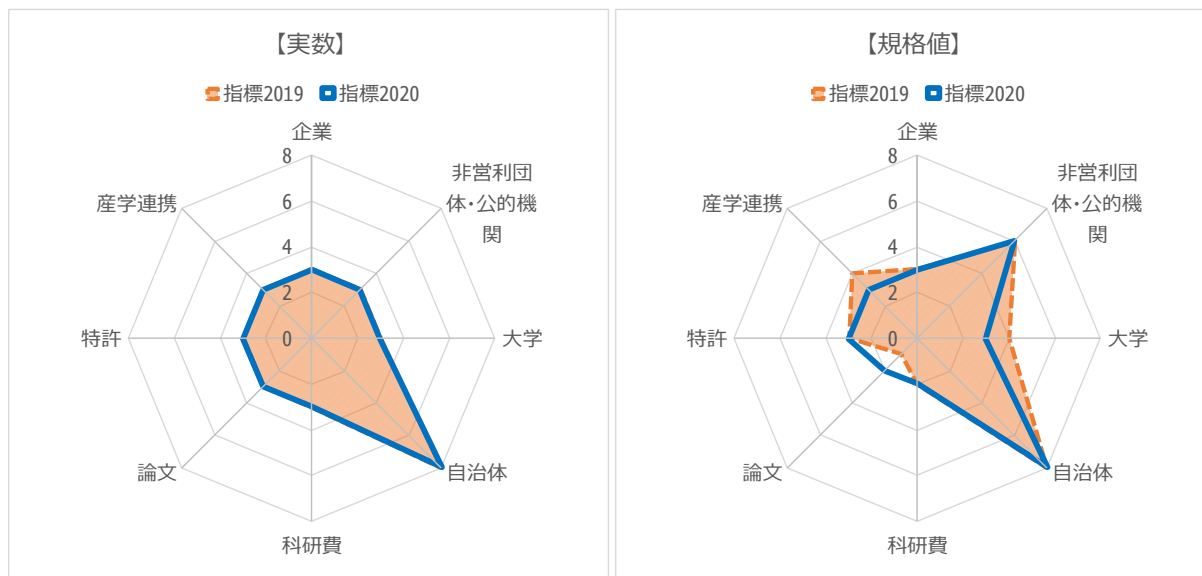 【実数】
指標2019 指標2020
企業
8
非営利団
体・公的機
関
6
産学連携
4
2
特許
0
大学
論文
自治体
科研費
【規格値】
指標2019 指標2020
企業
8
非営利団
体・公的機
関
6
産学連携
4
2
特許
0
大学
論文
自治体
科研費